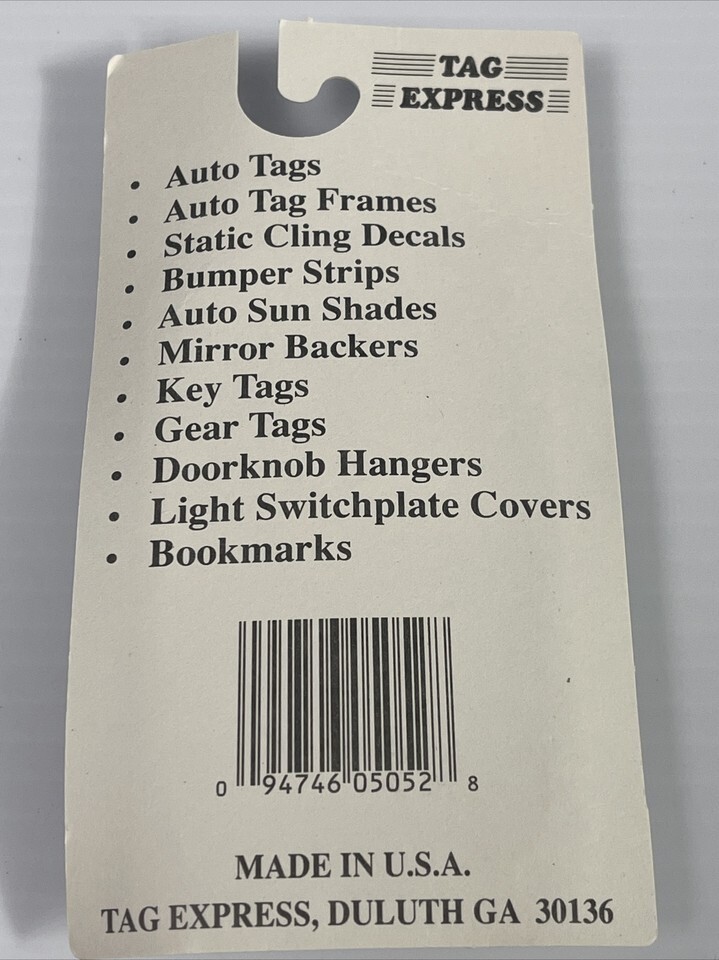 TAG
EXPRESS
• Auto Tags
• Auto Tag Frames
• Static Cling Decals
• Bumper Strips
• Auto Sun Shades
• Mirror Backers
• Key Tags
• Gear Tags
• Doorknob Hangers
• Light Switchplate Covers
• Bookmarks
0 94746 05052 8
MADE IN U.S.A.
TAG EXPRESS, DULUTH GA 30136